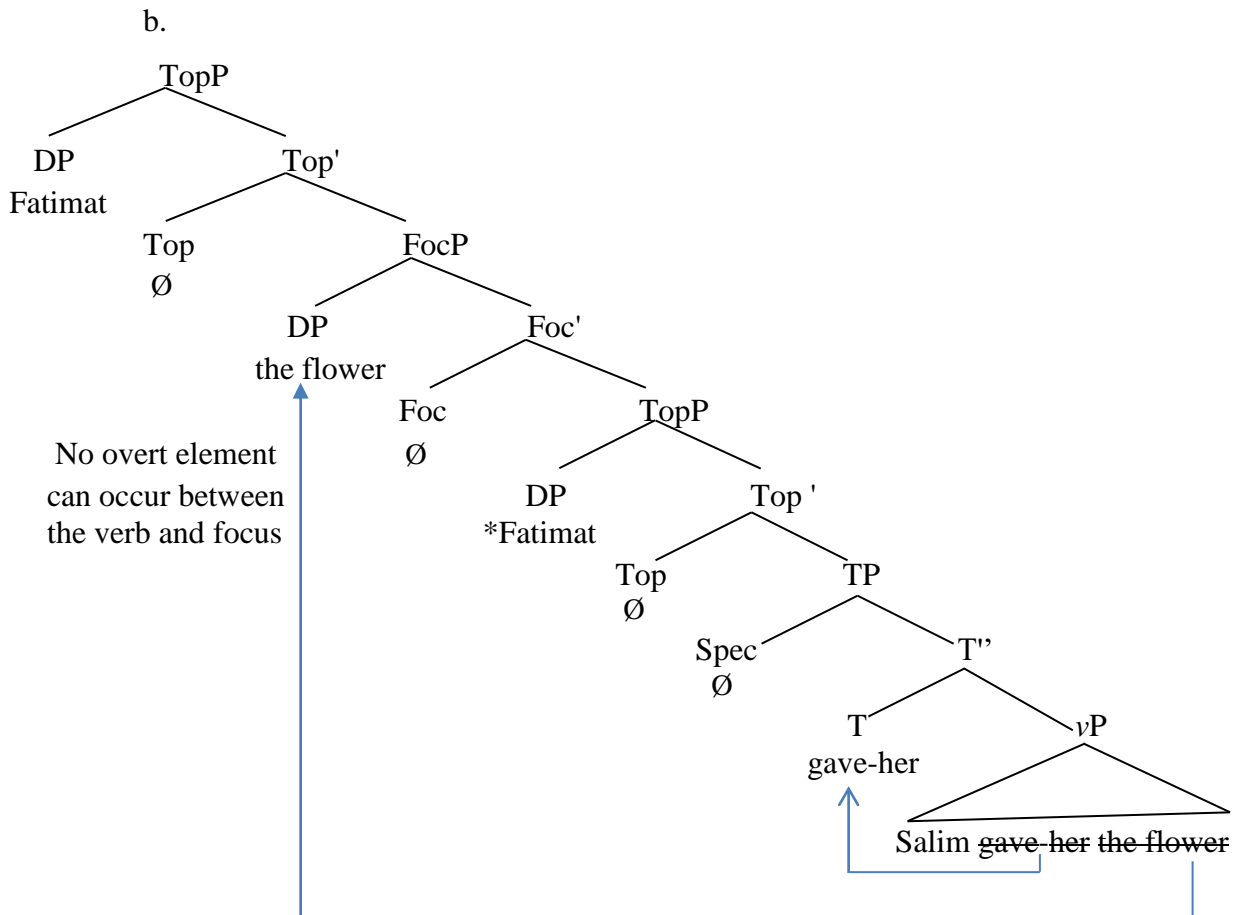 b.
TopP
DP Top'
Fatimat
Top FocP
Ø
DP Foc'
the flower
Foc TopP
Ø
No overt element
can occur between
the verb and focus
DP Top '
*Fatimat
Top TP
Ø
Spec T'’
Ø
T vP
gave-her
Salim gave-her the flower